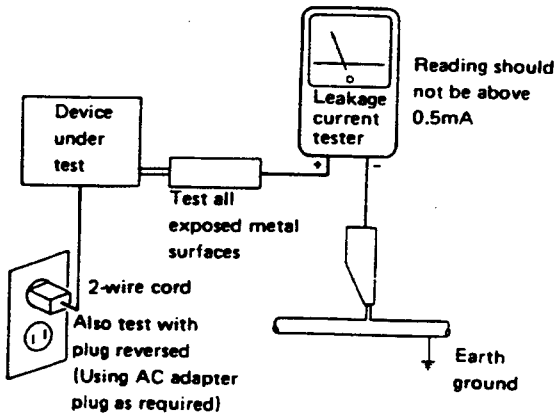 Reading should
not be above
0.5mA
Leakage
current
tester
+ -
Device
under
test
Test all
exposed metal
surfaces
2-wire cord
Also test with
plug reversed
(Using AC adapter
plug as required)
Earth
ground